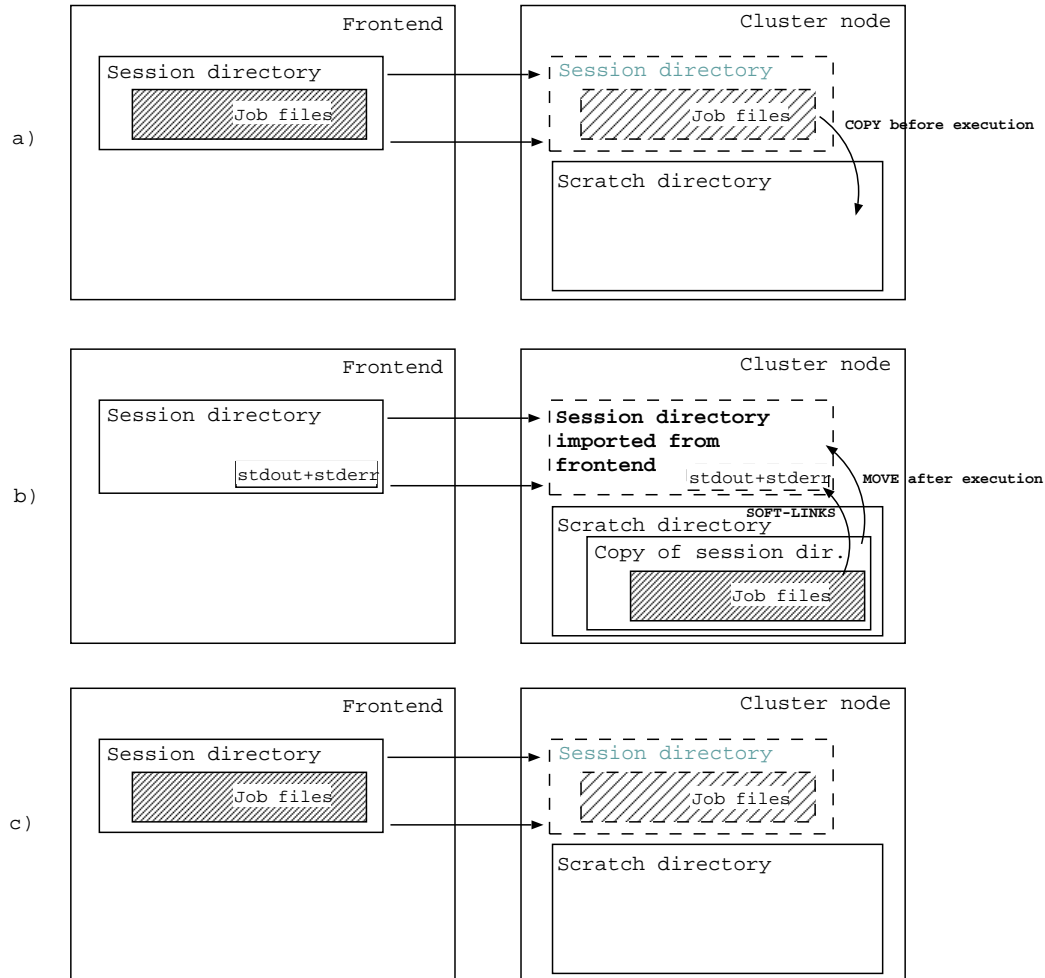 Frontend
Cluster node
Session directory
Session directory
Job files
Job files
a)
COPY before execution
Scratch directory
Frontend
Cluster node
Session directory
Session directory
imported from
frontend
stdout+stderr
stdout+stderr
MOVE after execution
b)
SOFT-LINKS
Scratch directory
Copy of session dir.
Job files
Frontend
Cluster node
Session directory
Session directory
Job files
Job files
c)
Scratch directory